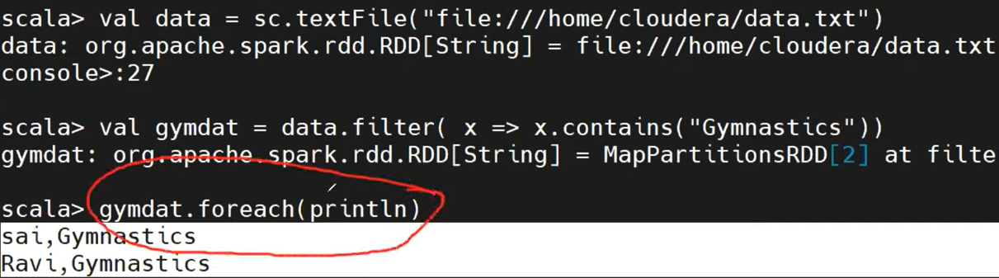 scala> val data = sc.textFile("file:///home/cloudera/data.txt")
data: org.apache.spark.rdd.RDD[String] = file:///home/cloudera/data.txt
console>:27
scala> val gymdat = data.filter( x => x.contains("Gymnastics"))
gymdat: org.apache.spark.rdd.RDD[String] = MapPartitionsRDD[2] at filte
scala> gymdat.foreach(println)
sai,Gymnastics
Ravi,Gymnastics